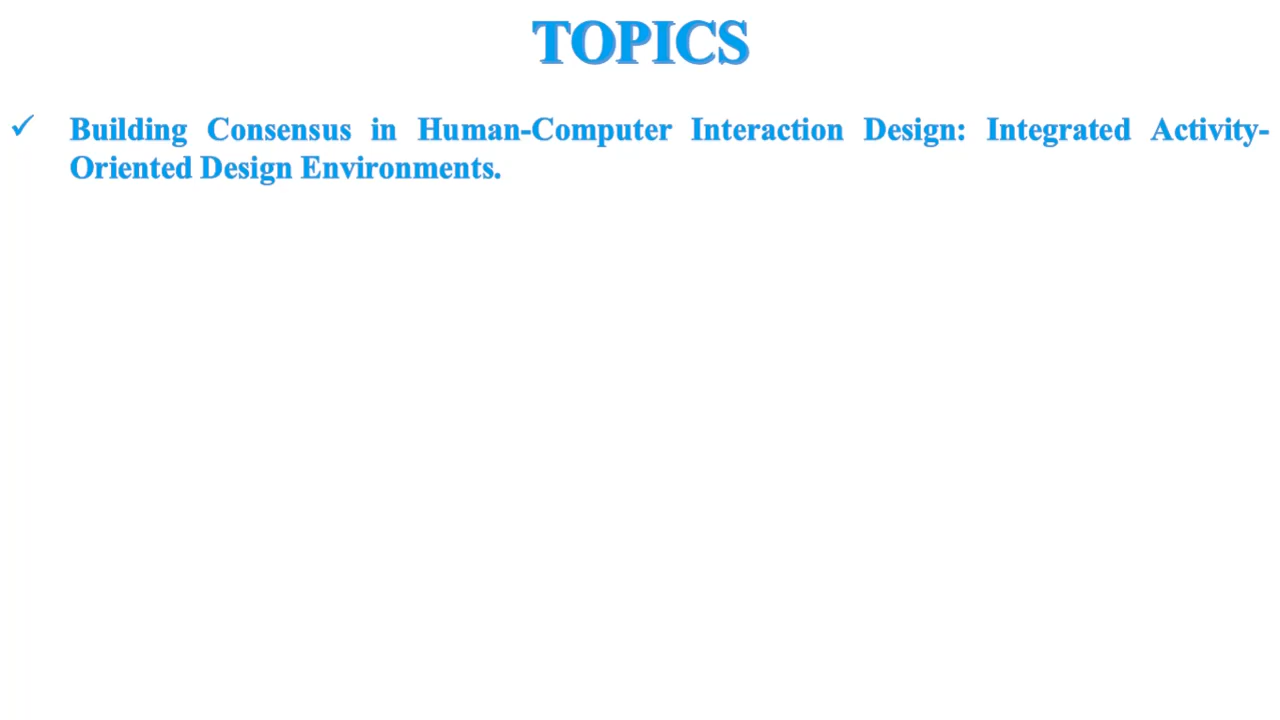 TOPICS
✓ Building Consensus in Human-Computer Interaction Design: Integrated Activity-
Oriented Design Environments.